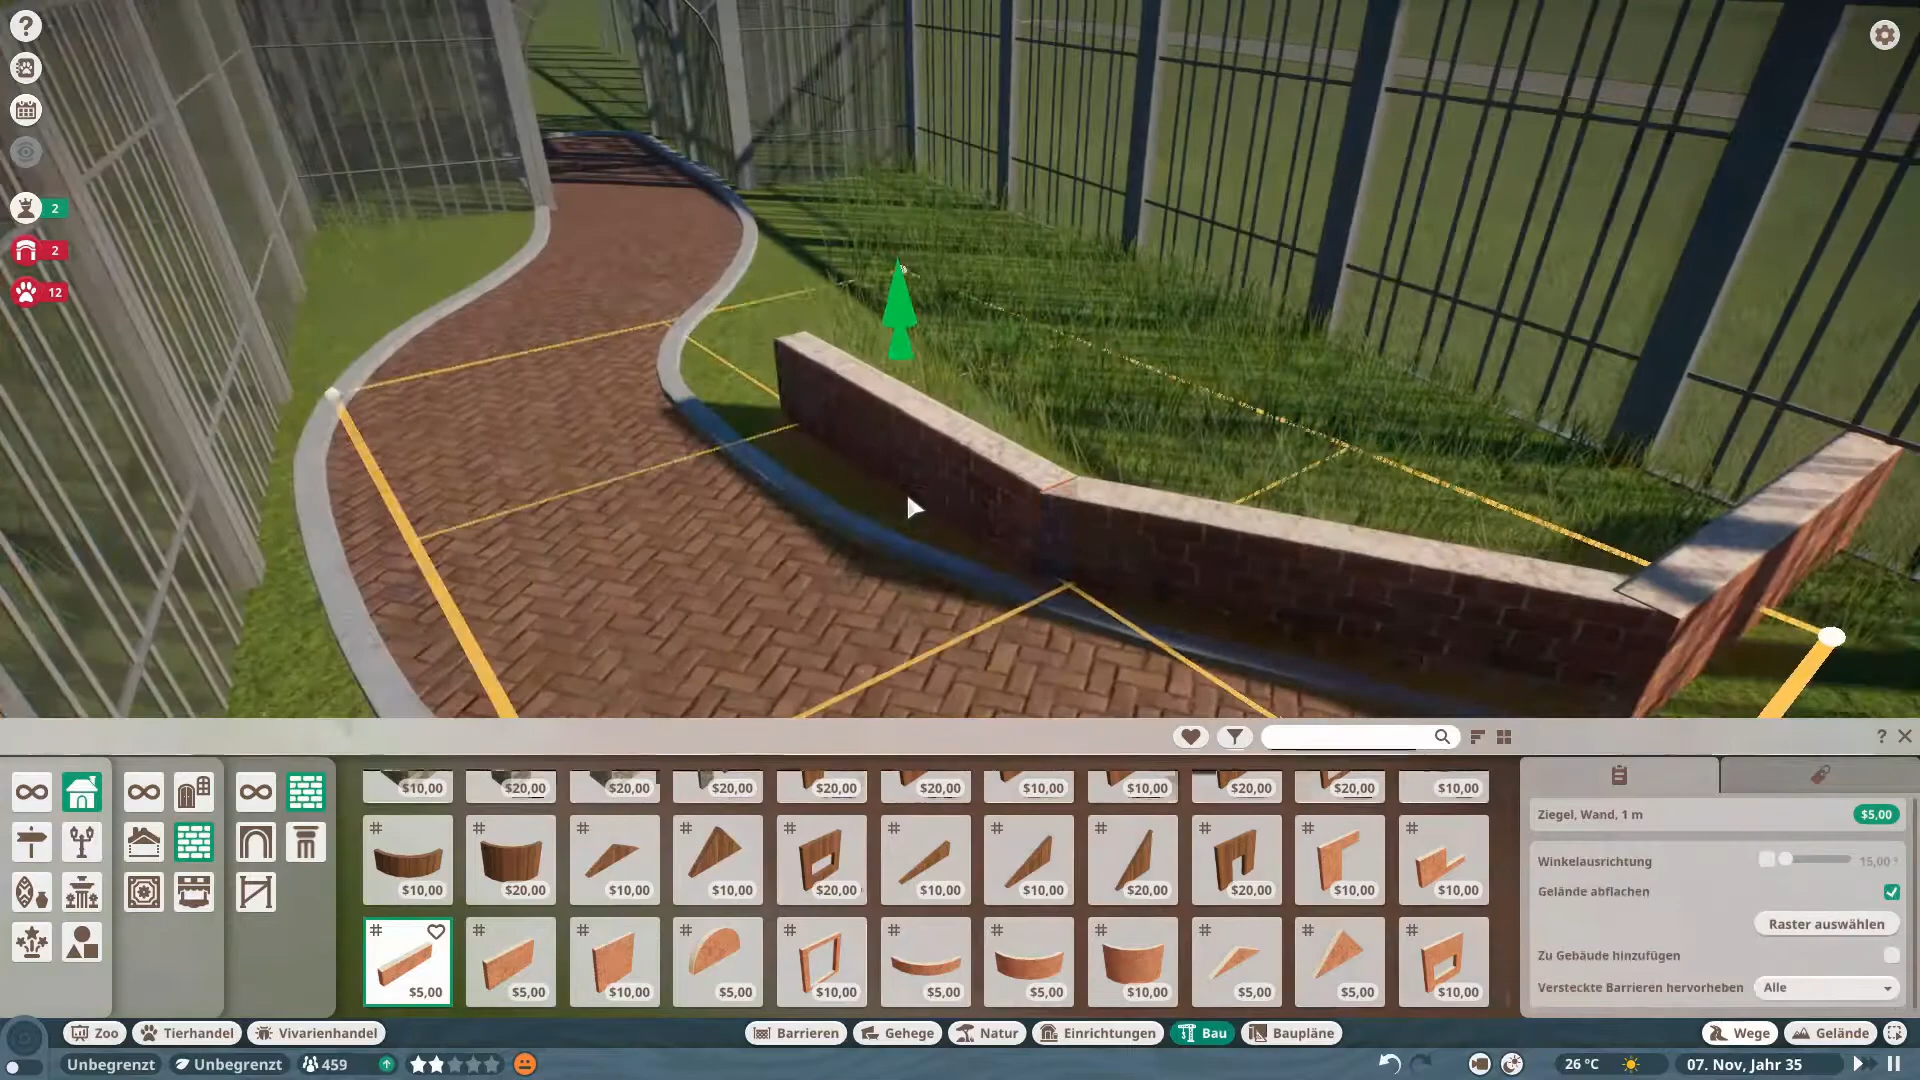 2
2
12
$10,00 $20,00 $20,00 $20,00 $20,00 $10,00 $10,00 $10,00 $20,00 $20,00 $10,00
# $10,00 # $20,00 # $10,00 # $10,00 # $20,00 # $10,00 # $10,00 # $20,00 # $20,00 # $10,00 # $10,00
# $5,00 # $5,00 # $10,00 # $5,00 # $10,00 # $5,00 # $5,00 # $10,00 # $5,00 # $5,00 # $10,00
? ×
Ziegel, Wand, 1 m $5,00
Winkelausrichtung 15,00 °
Gelände abflachen
Raster auswählen
Zu Gebäude hinzufügen
Versteckte Barrieren hervorheben Alle
Zoo Tierhandel Vivarienhandel Barrieren Gehege Natur Einrichtungen Bau Baupläne Wege Gelände
Unbegrenzt Unbegrenzt 459 26 °C 07. Nov, Jahr 35